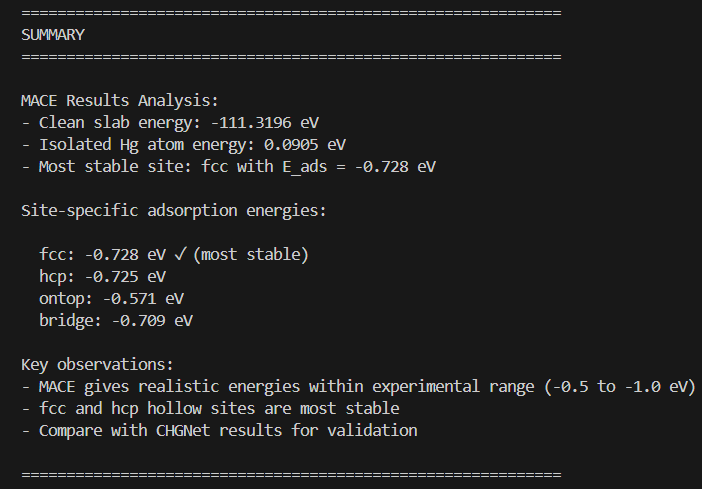 ============================================================
SUMMARY
============================================================
MACE Results Analysis:
- Clean slab energy: -111.3196 eV
- Isolated Hg atom energy: 0.0905 eV
- Most stable site: fcc with E_ads = -0.728 eV
Site-specific adsorption energies:
fcc: -0.728 eV ✓ (most stable)
hcp: -0.725 eV
ontop: -0.571 eV
bridge: -0.709 eV
Key observations:
- MACE gives realistic energies within experimental range (-0.5 to -1.0 eV)
- fcc and hcp hollow sites are most stable
- Compare with CHGNet results for validation
============================================================